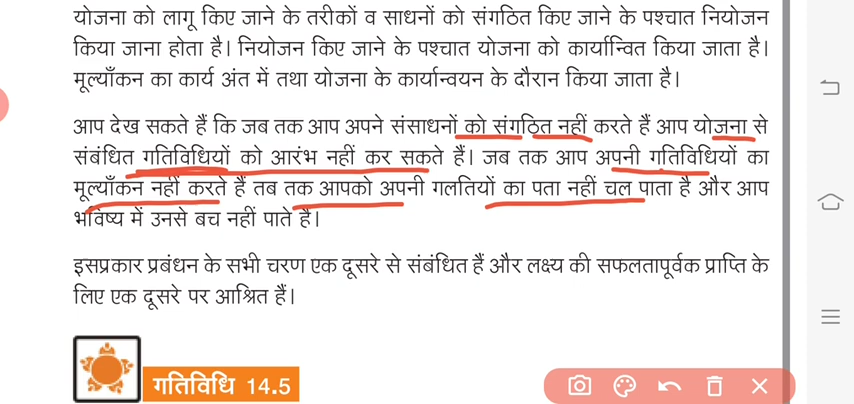 योजना को लागू किए जाने के तरीकों व साधनों को संगठित किए जाने के पश्चात नियोजन
किया जाना होता है। नियोजन किए जाने के पश्चात योजना को कार्यान्वित किया जाता है।
मूल्याँकन का कार्य अंत में तथा योजना के कार्यान्वयन के दौरान किया जाता है।
आप देख सकते हैं कि जब तक आप अपने संसाधनों को संगठित नहीं करते हैं आप योजना से
संबंधित गतिविधियों को आरंभ नहीं कर सकते हैं। जब तक आप अपनी गतिविधियों का
मूल्याँकन नहीं करते हैं तब तक आपको अपनी गलतियों का पता नहीं चल पाता है और आप
भविष्य में उनसे बच नहीं पाते हैं।
इसप्रकार प्रबंधन के सभी चरण एक दूसरे से संबंधित हैं और लक्ष्य की सफलतापूर्वक प्राप्ति के
लिए एक दूसरे पर आश्रित हैं।
गतिविधि 14.5